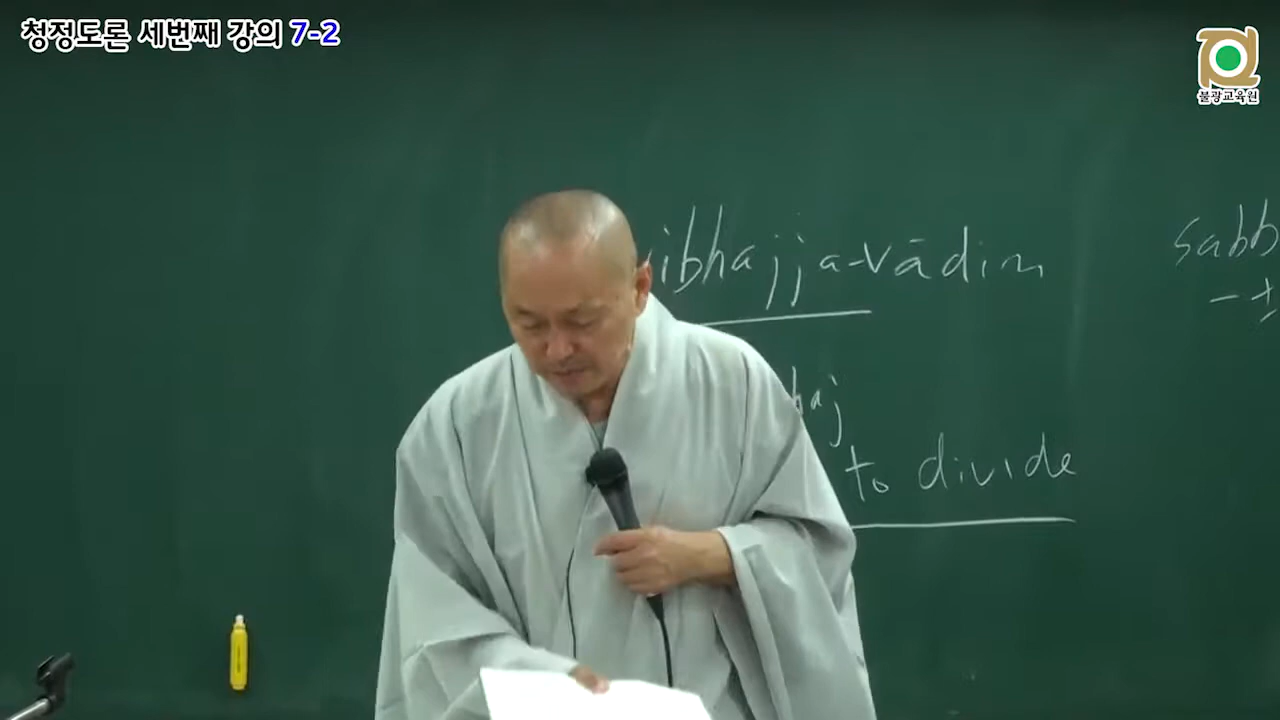 청정도론 세번째 강의 7-2
불광교육원
ibhajja-vādin
sabb
haj
to divide